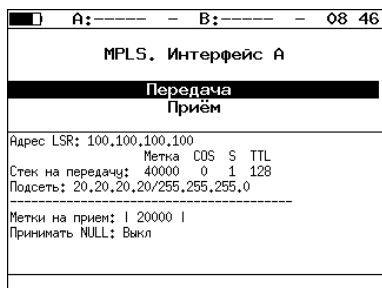 A:----- - B:----- - 08 46
MPLS. Интерфейс A
Передача
Приём
Адрес LSR: 100.100.100.100
Метка COS S TTL
Стек на передачу: 40000 0 1 128
Подсеть: 20.20.20.20/255.255.255.0
----------------------------------------
Метки на прием: | 20000 |
Принимать NULL: Выкл